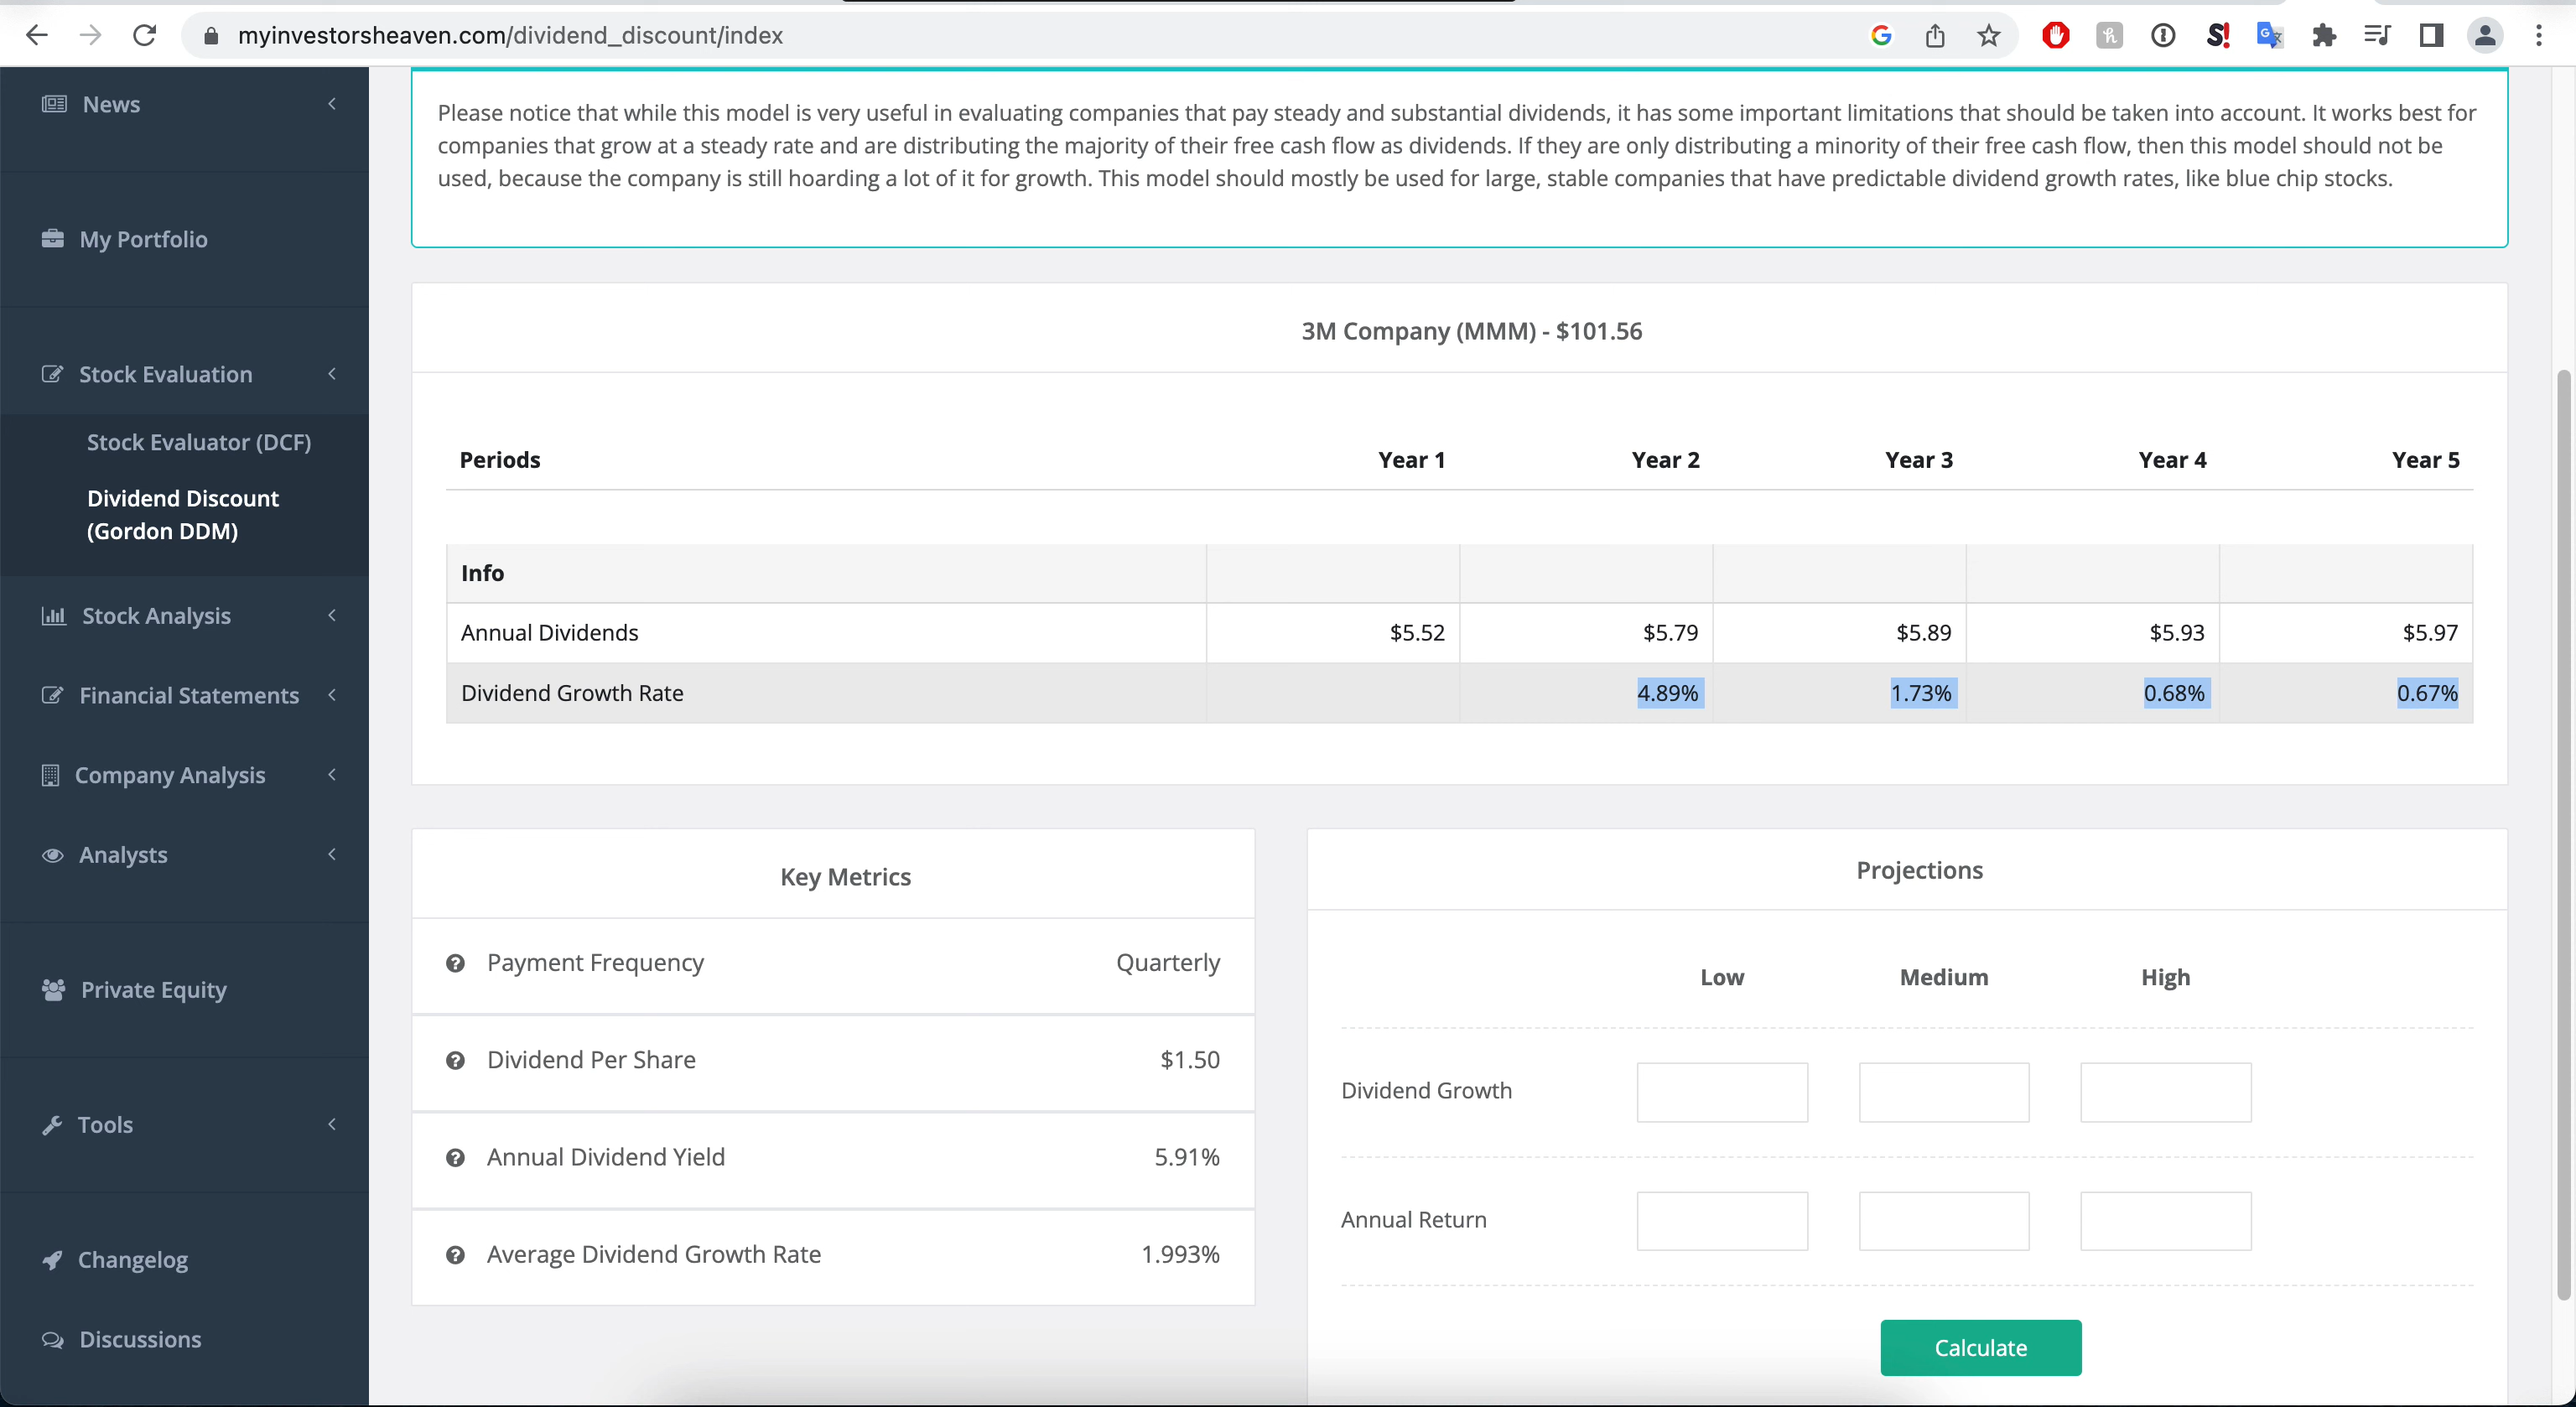 myinvestorsheaven.com/dividend_discount/index
News
My Portfolio
Stock Evaluation
Stock Evaluator (DCF)
Dividend Discount
(Gordon DDM)
Stock Analysis
Financial Statements
Company Analysis
Analysts
Private Equity
Tools
Changelog
Discussions
Please notice that while this model is very useful in evaluating companies that pay steady and substantial dividends, it has some important limitations that should be taken into account. It works best for
companies that grow at a steady rate and are distributing the majority of their free cash flow as dividends. If they are only distributing a minority of their free cash flow, then this model should not be
used, because the company is still hoarding a lot of it for growth. This model should mostly be used for large, stable companies that have predictable dividend growth rates, like blue chip stocks.
3M Company (MMM) - $101.56
Periods Year 1 Year 2 Year 3 Year 4 Year 5
Info
Annual Dividends $5.52 $5.79 $5.89 $5.93 $5.97
Dividend Growth Rate 4.89% 1.73% 0.68% 0.67%
Key Metrics
Payment Frequency Quarterly
Dividend Per Share $1.50
Annual Dividend Yield 5.91%
Average Dividend Growth Rate 1.993%
Projections
Low Medium High
Dividend Growth
Annual Return
Calculate